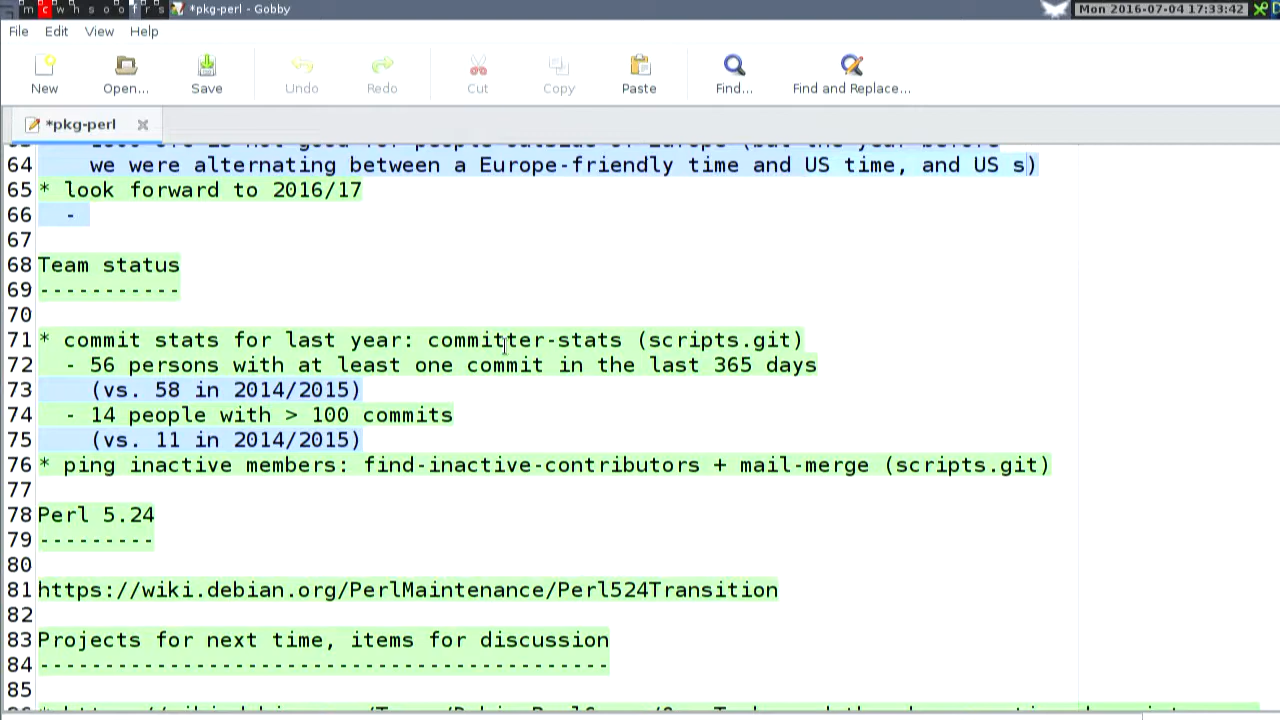 m c w h s o o f r s *pkg-perl - Gobby Mon 2016-07-04 17:33:42
File Edit View Help
New Open... Save Undo Redo Cut Copy Paste Find... Find and Replace...
*pkg-perl
64 we were alternating between a Europe-friendly time and US time, and US s)
65 * look forward to 2016/17
66 -
67
68 Team status
69 -----------
70
71 * commit stats for last year: committer-stats (scripts.git)
72 - 56 persons with at least one commit in the last 365 days
73 (vs. 58 in 2014/2015)
74 - 14 people with > 100 commits
75 (vs. 11 in 2014/2015)
76 * ping inactive members: find-inactive-contributors + mail-merge (scripts.git)
77
78 Perl 5.24
79 ---------
80
81 https://wiki.debian.org/PerlMaintenance/Perl524Transition
82
83 Projects for next time, items for discussion
84 --------------------------------------------
85